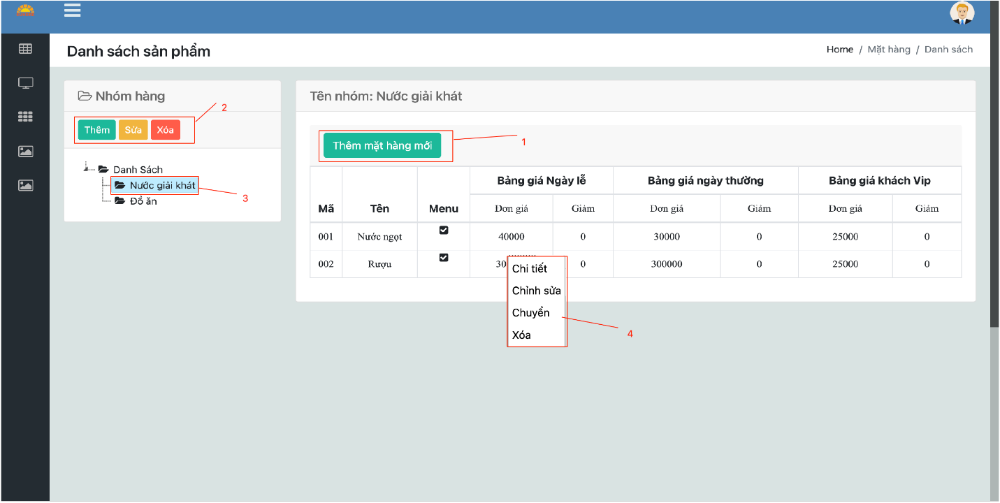 Danh sách sản phẩm
Home / Mặt hàng / Danh sách
Nhóm hàng
2
Thêm Sửa Xóa
Danh Sách
Nước giải khát
3
Đồ ăn
Tên nhóm: Nước giải khát
Thêm mặt hàng mới
1
Mã Tên Menu Bảng giá Ngày lễ Bảng giá ngày thường Bảng giá khách Vip
Đơn giá Giảm Đơn giá Giảm Đơn giá Giảm
001 Nước ngọt 40000 0 30000 0 25000 0
002 Rượu 30 0 300000 0 25000 0
Chi tiết
Chỉnh sửa
Chuyển
Xóa
4